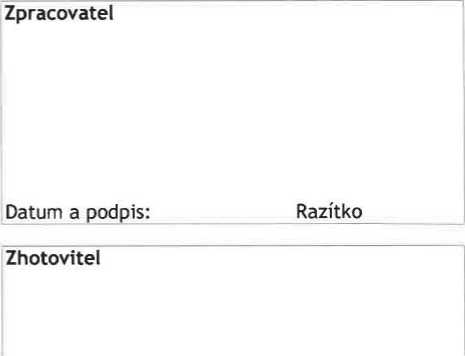 Zpracovatel
Datum a podpis: Razítko
Zhotovitel